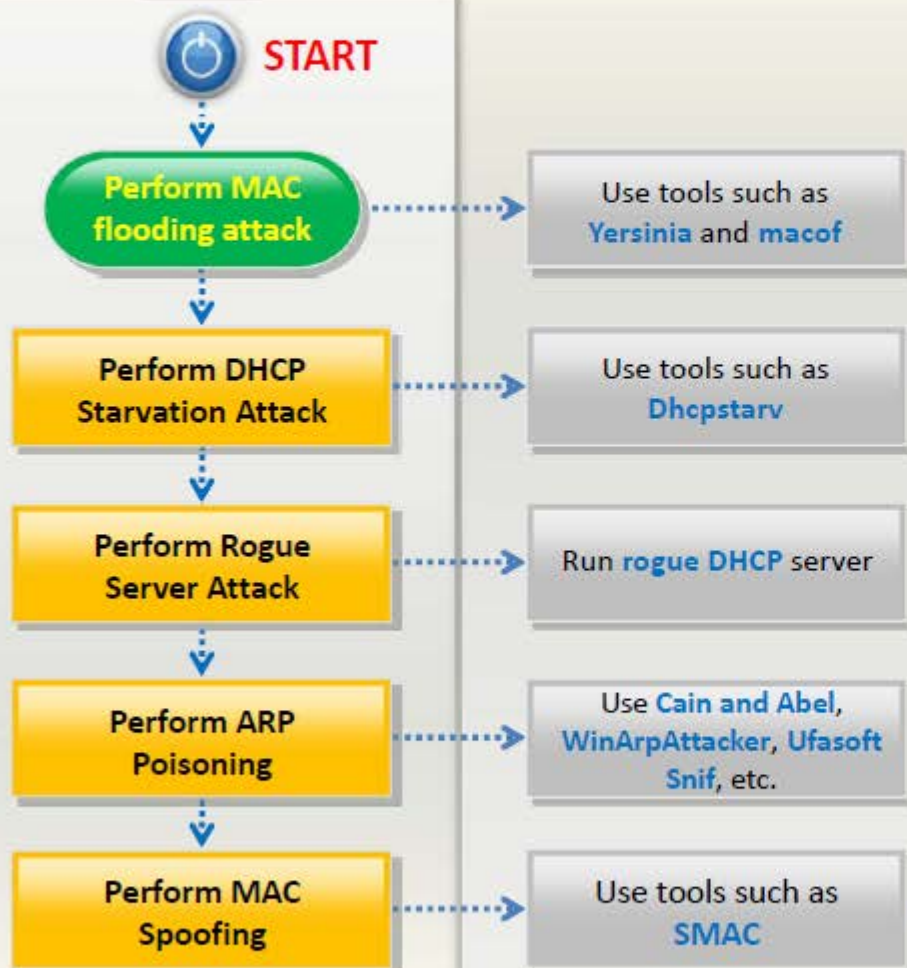 START
Perform MAC
flooding attack
Use tools such as
Yersinia and macof
Perform DHCP
Starvation Attack
Use tools such as
Dhcpstarv
Perform Rogue
Server Attack
Run rogue DHCP server
Perform ARP
Poisoning
Use Cain and Abel,
WinArpAttacker, Ufasoft
Snif, etc.
Perform MAC
Spoofing
Use tools such as
SMAC